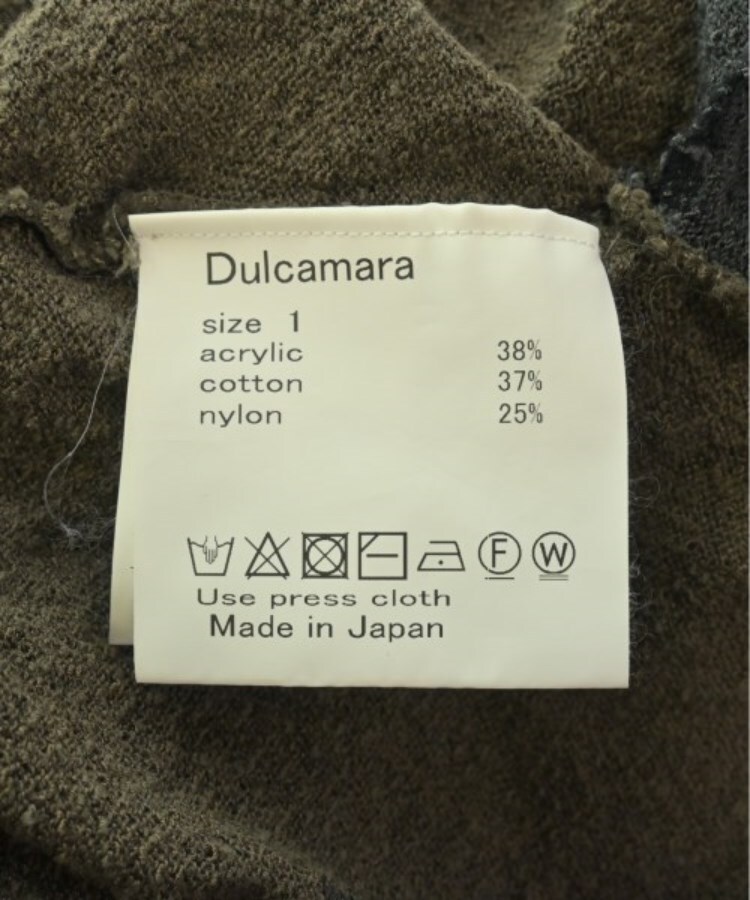 Dulcamara
size 1
acrylic 38%
cotton 37%
nylon 25%
F W
Use press cloth
Made in Japan